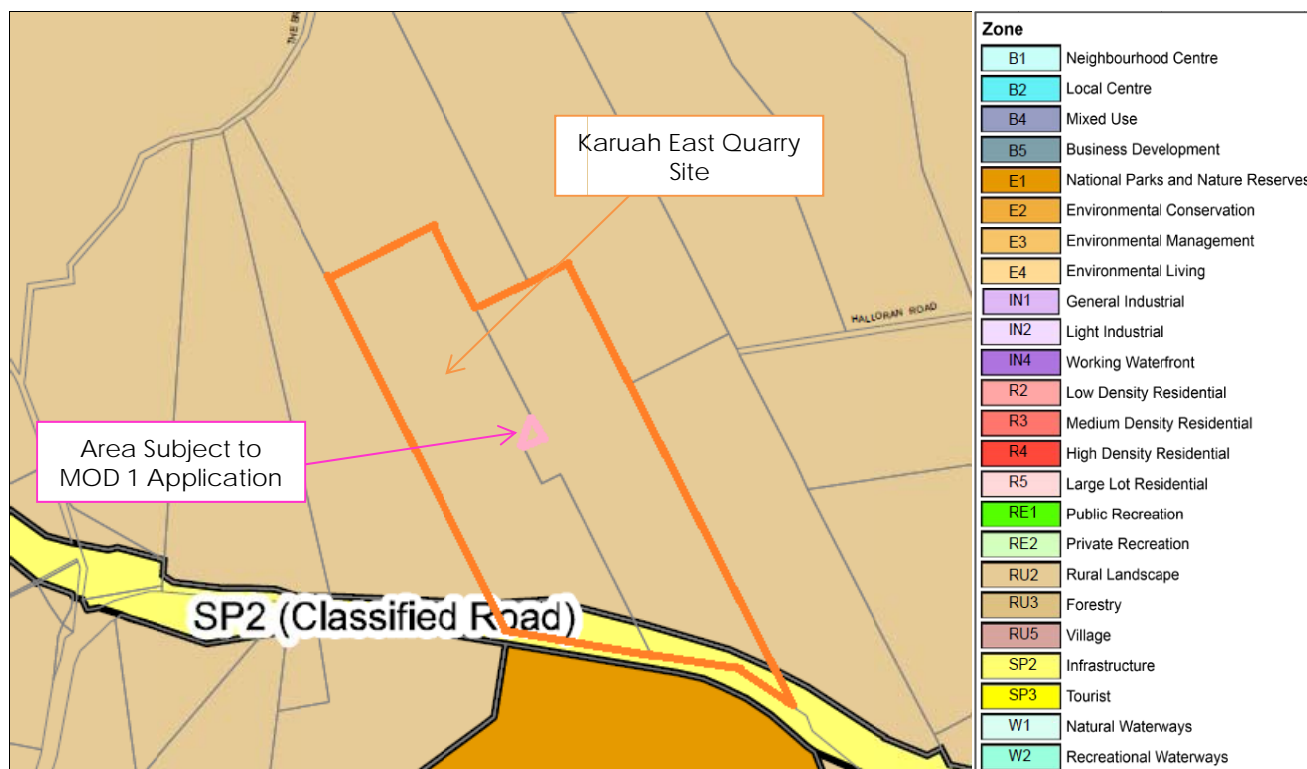 THE BR
Karuah East Quarry
Site
HALLORAN ROAD
Area Subject to
MOD 1 Application
SP2 (Classified Road)
Zone
B1 Neighbourhood Centre
B2 Local Centre
B4 Mixed Use
B5 Business Development
E1 National Parks and Nature Reserves
E2 Environmental Conservation
E3 Environmental Management
E4 Environmental Living
IN1 General Industrial
IN2 Light Industrial
IN4 Working Waterfront
R2 Low Density Residential
R3 Medium Density Residential
R4 High Density Residential
R5 Large Lot Residential
RE1 Public Recreation
RE2 Private Recreation
RU2 Rural Landscape
RU3 Forestry
RU5 Village
SP2 Infrastructure
SP3 Tourist
W1 Natural Waterways
W2 Recreational Waterways